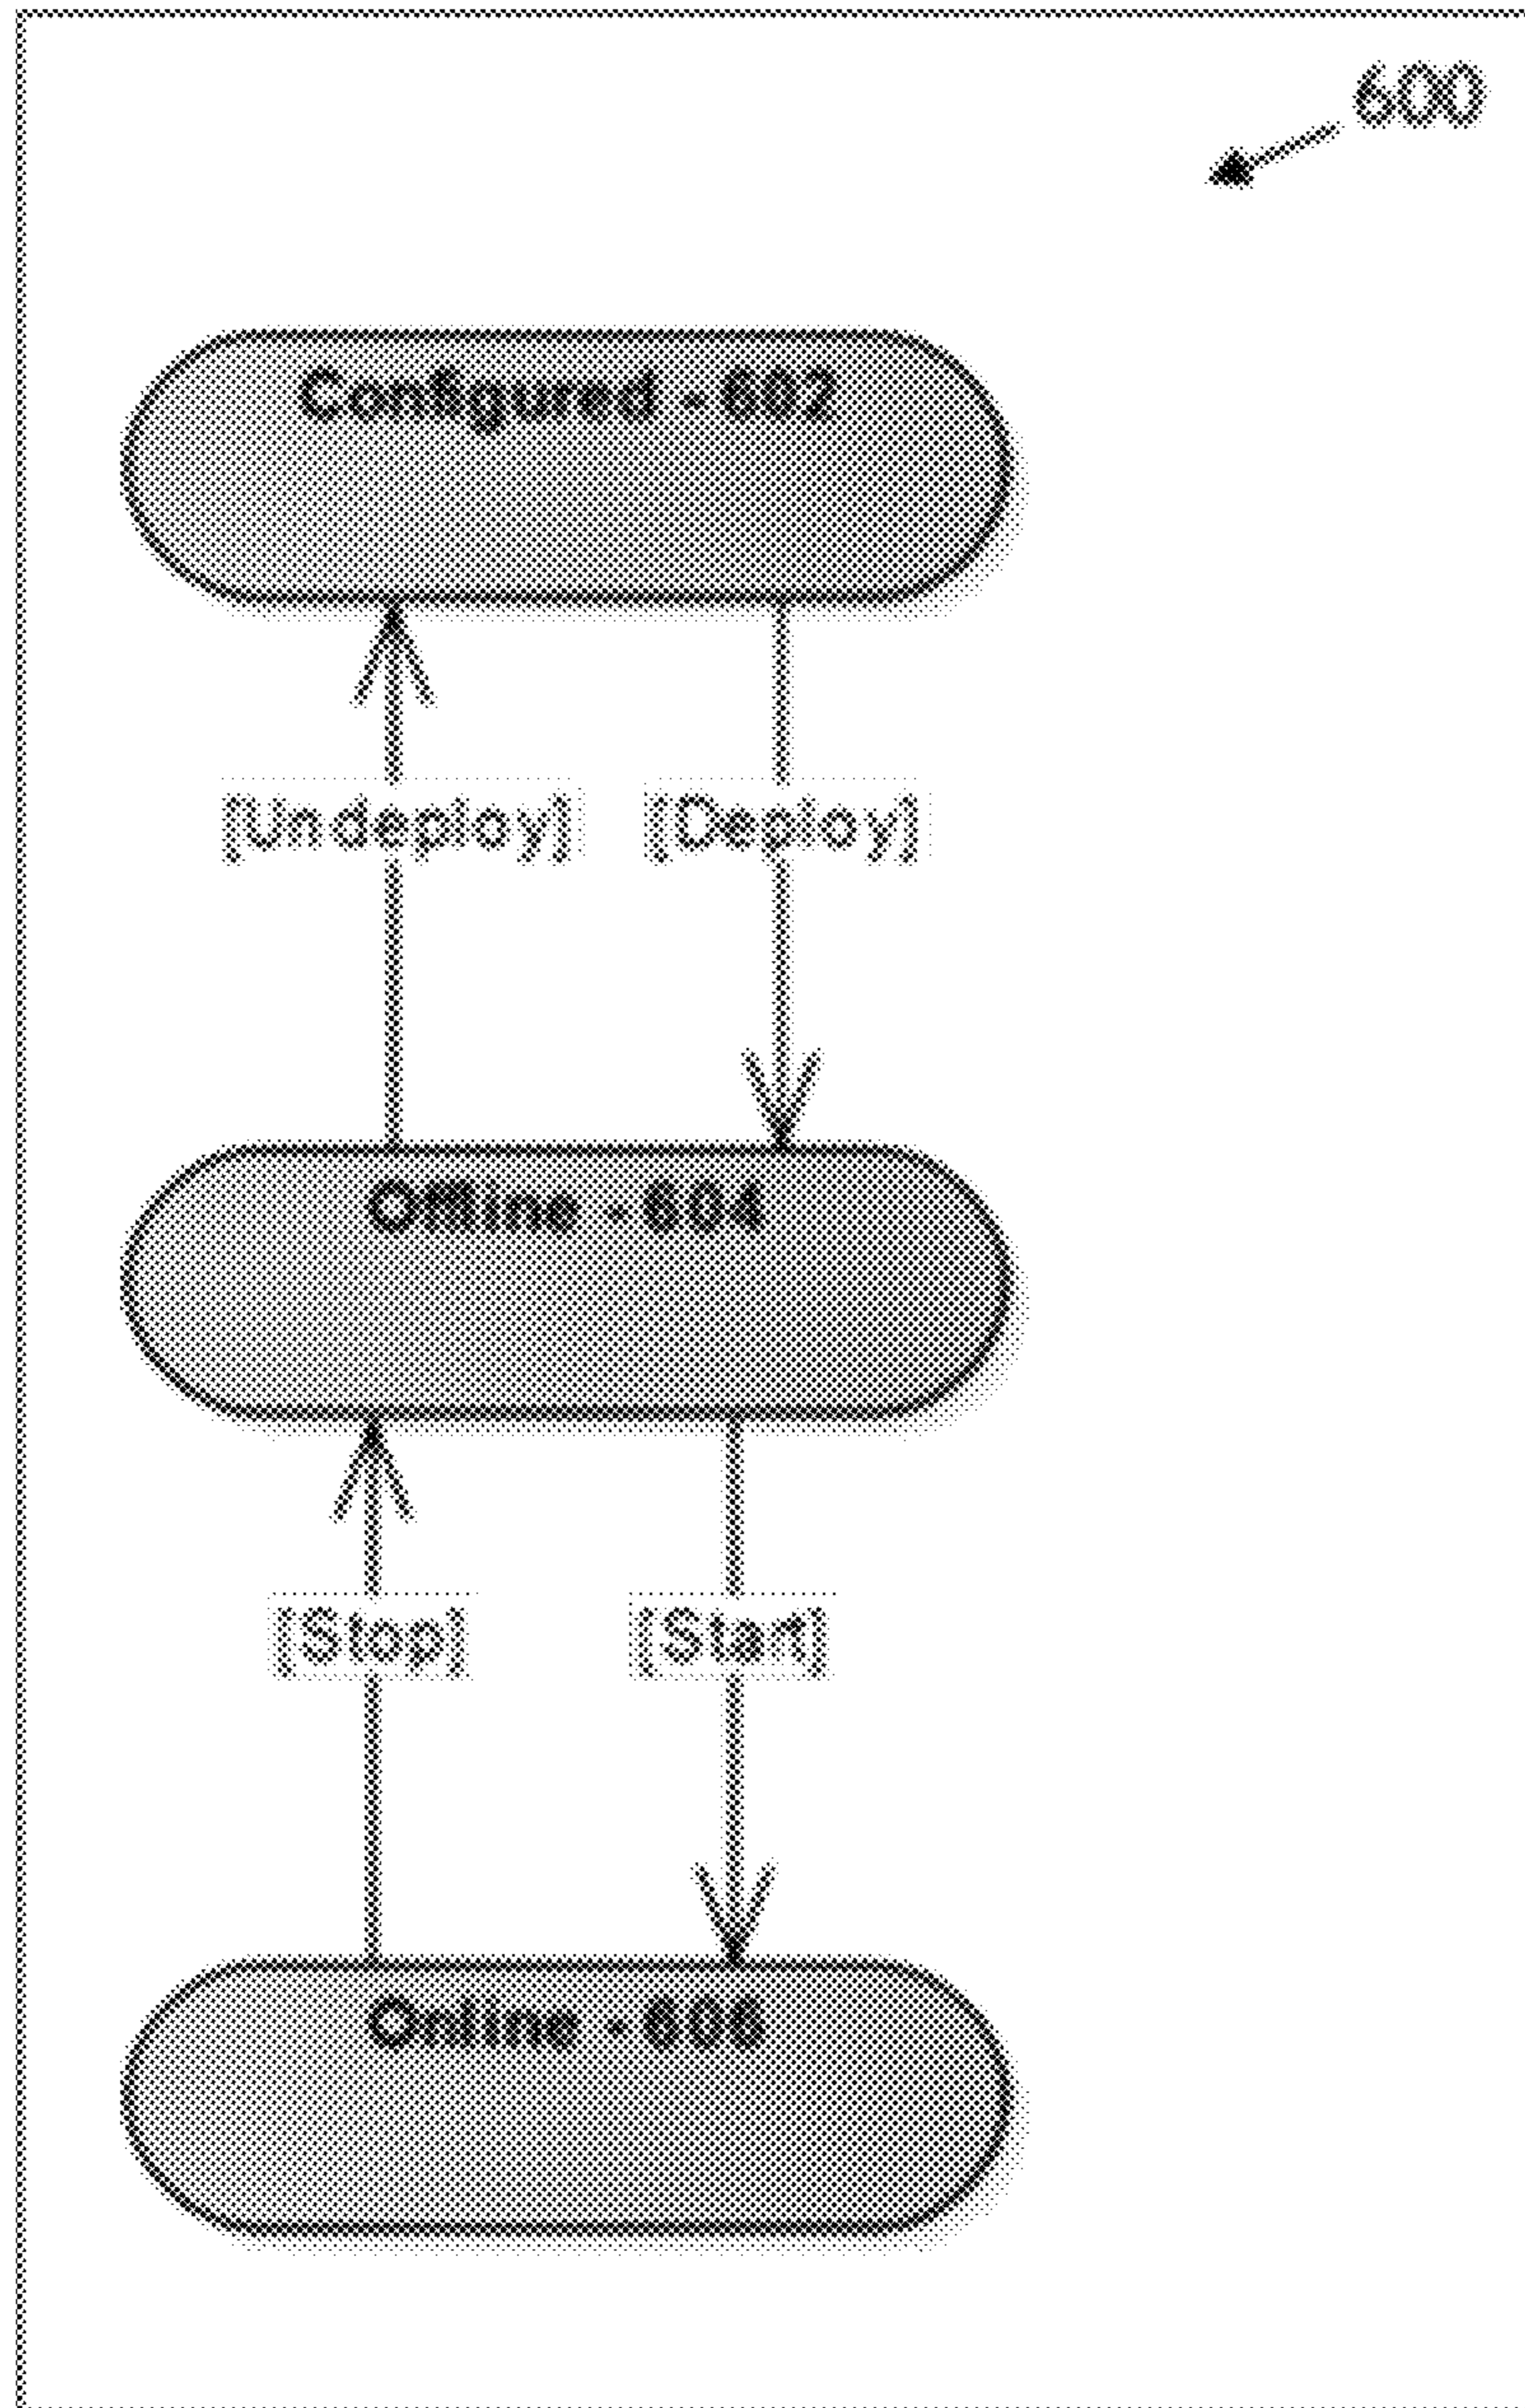 600
Configured - 602
[Undeploy] [Deploy]
Offline - 604
[Stop] [Start]
Online - 606